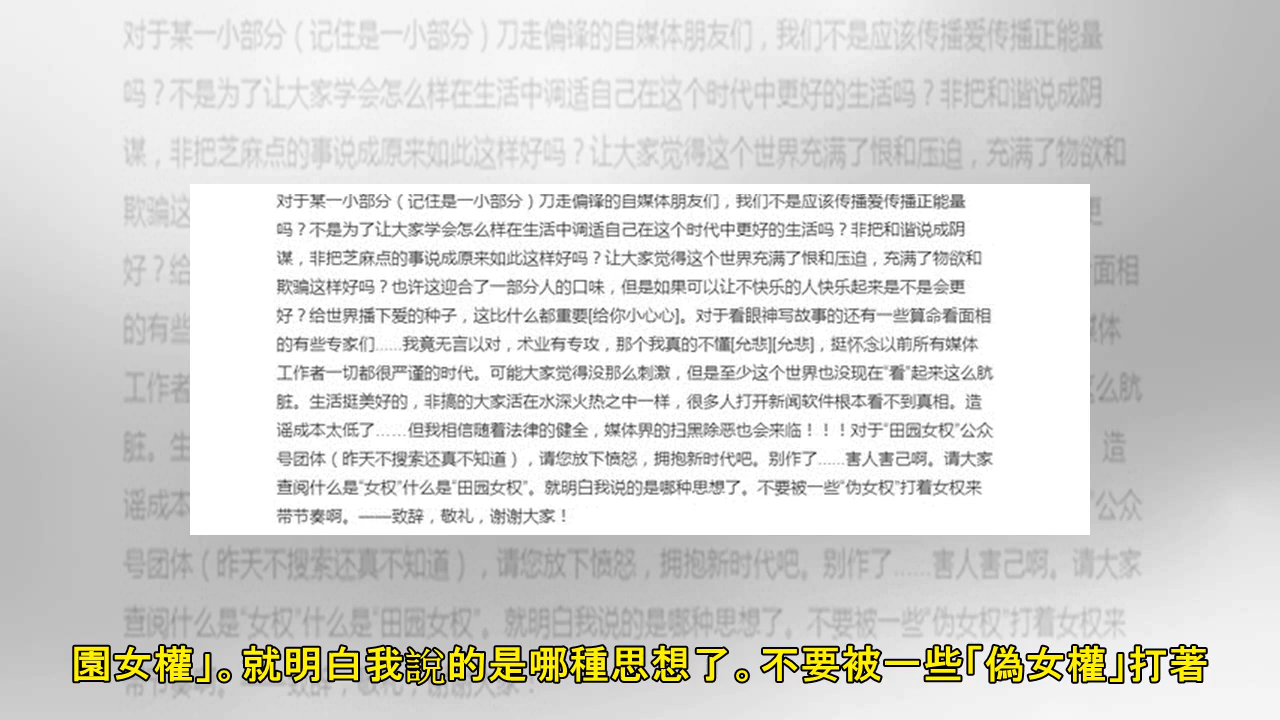 对于某一小部分（记住是一小部分）刀走偏锋的自媒体朋友们，我们不是应该传播爱传播正能量
吗？不是为了让大家学会怎么样在生活中调适自己在这个时代中更好的生活吗？非把和谐说成阴
谋，非把芝麻点的事说成原来如此这样好吗？让大家觉得这个世界充满了恨和压迫，充满了物欲和
欺骗这样好吗？也许这迎合了一部分人的口味，但是如果可以让不快乐的人快乐起来是不是会更
好？给世界播下爱的种子，这比什么都重要[给你小心心]。对于看眼神写故事的还有一些算命看面相
的有些专家们……我竟无言以对，术业有专攻，那个我真的不懂[允悲][允悲]，挺怀念以前所有媒体
工作者一切都很严谨的时代。可能大家觉得没那么刺激，但是至少这个世界也没现在“看”起来这么肮
脏。生活挺美好的，非搞的大家活在水深火热之中一样，很多人打开新闻软件根本看不到真相。造
谣成本太低了……但我相信随着法律的健全，媒体界的扫黑除恶也会来临！！！对于“田园女权”公众
号团体（昨天不搜索还真不知道），请您放下愤怒，拥抱新时代吧。别作了……害人害己啊。请大家
查阅什么是“女权”什么是“田园女权”。就明白我说的是哪种思想了。不要被一些“伪女权”打着女权来
带节奏啊。——致辞，敬礼，谢谢大家！
园女權」。就明白我說的是哪種思想了。不要被一些「偽女權」打著